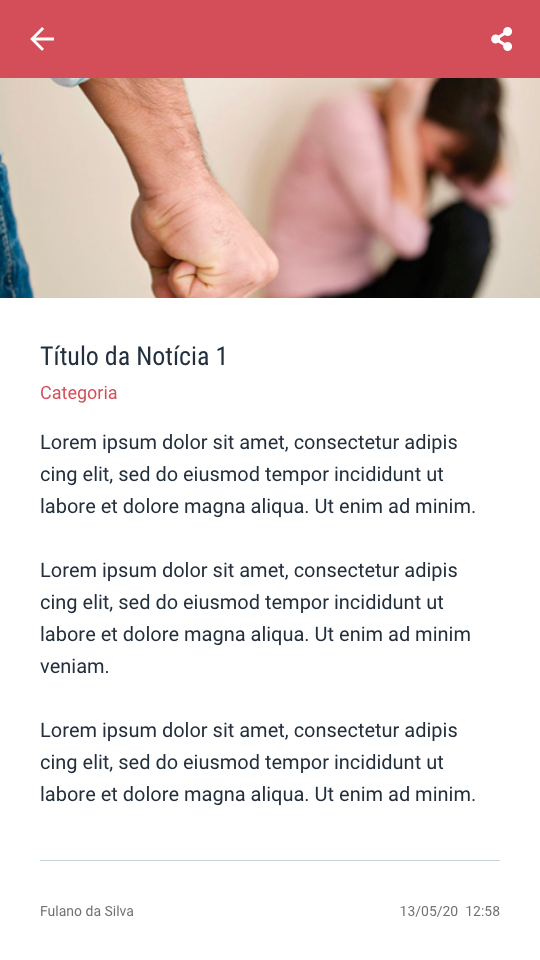 Título da Notícia 1
Categoria
Lorem ipsum dolor sit amet, consectetur adipis
cing elit, sed do eiusmod tempor incididunt ut
labore et dolore magna aliqua. Ut enim ad minim.
Lorem ipsum dolor sit amet, consectetur adipis
cing elit, sed do eiusmod tempor incididunt ut
labore et dolore magna aliqua. Ut enim ad minim
veniam.
Lorem ipsum dolor sit amet, consectetur adipis
cing elit, sed do eiusmod tempor incididunt ut
labore et dolore magna aliqua. Ut enim ad minim.
Fulano da Silva
13/05/20 12:58